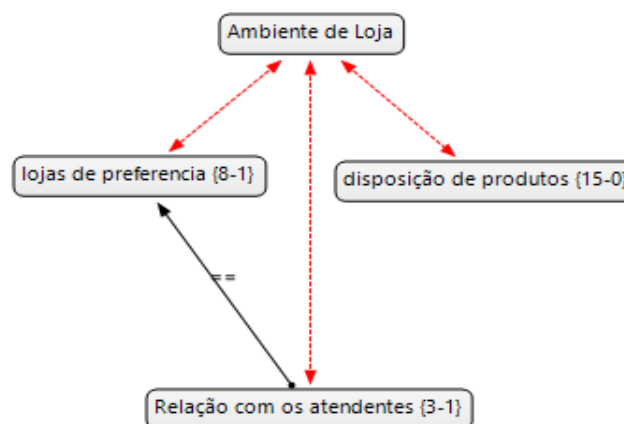 Ambiente de Loja
lojas de preferencia {8-1}
disposição de produtos {15-0}
==
Relação com os atendentes {3-1}